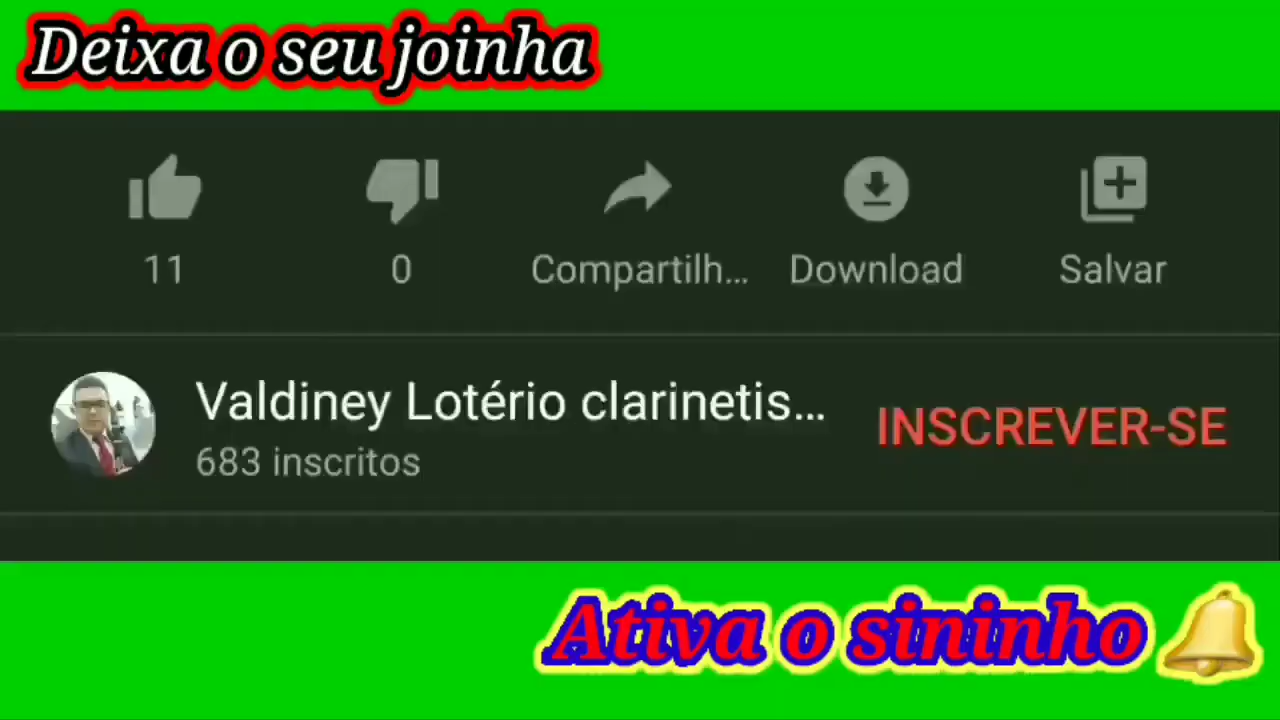 Deixa o seu joinha
11
0
Compartilh...
Download
Salvar
Valdiney Lotério clarinetis...
INSCREVER-SE
683 inscritos
Ativa o sininho